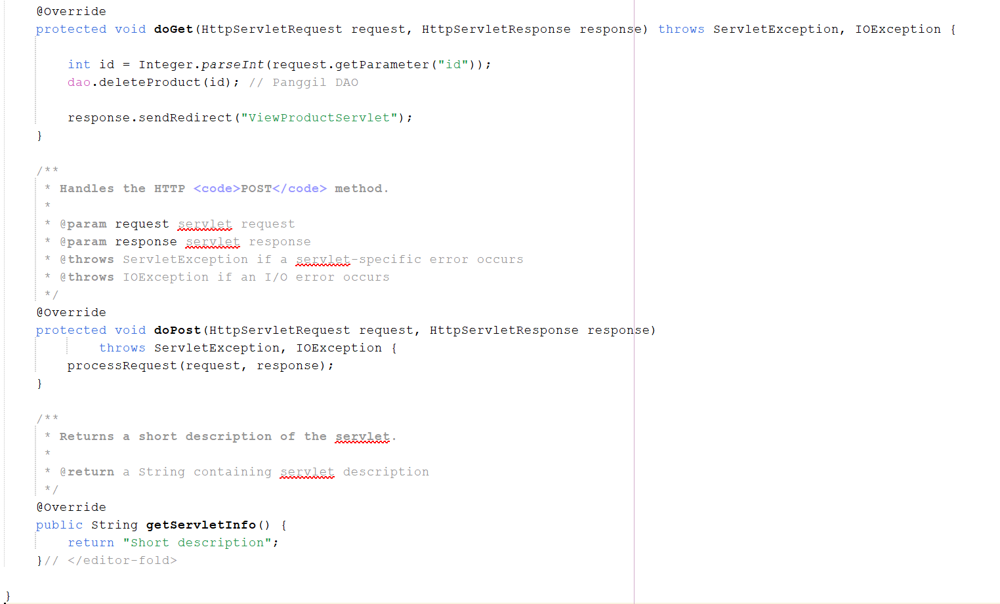 @Override
protected void doGet(HttpServletRequest request, HttpServletResponse response) throws ServletException, IOException {
int id = Integer.parseInt(request.getParameter("id"));
dao.deleteProduct(id); // Panggil DAO
response.sendRedirect("ViewProductServlet");
}
/**
* Handles the HTTP <code>POST</code> method.
*
* @param request servlet request
* @param response servlet response
* @throws ServletException if a servlet-specific error occurs
* @throws IOException if an I/O error occurs
*/
@Override
protected void doPost(HttpServletRequest request, HttpServletResponse response)
throws ServletException, IOException {
processRequest(request, response);
}
/**
* Returns a short description of the servlet.
*
* @return a String containing servlet description
*/
@Override
public String getServletInfo() {
return "Short description";
}// </editor-fold>
}